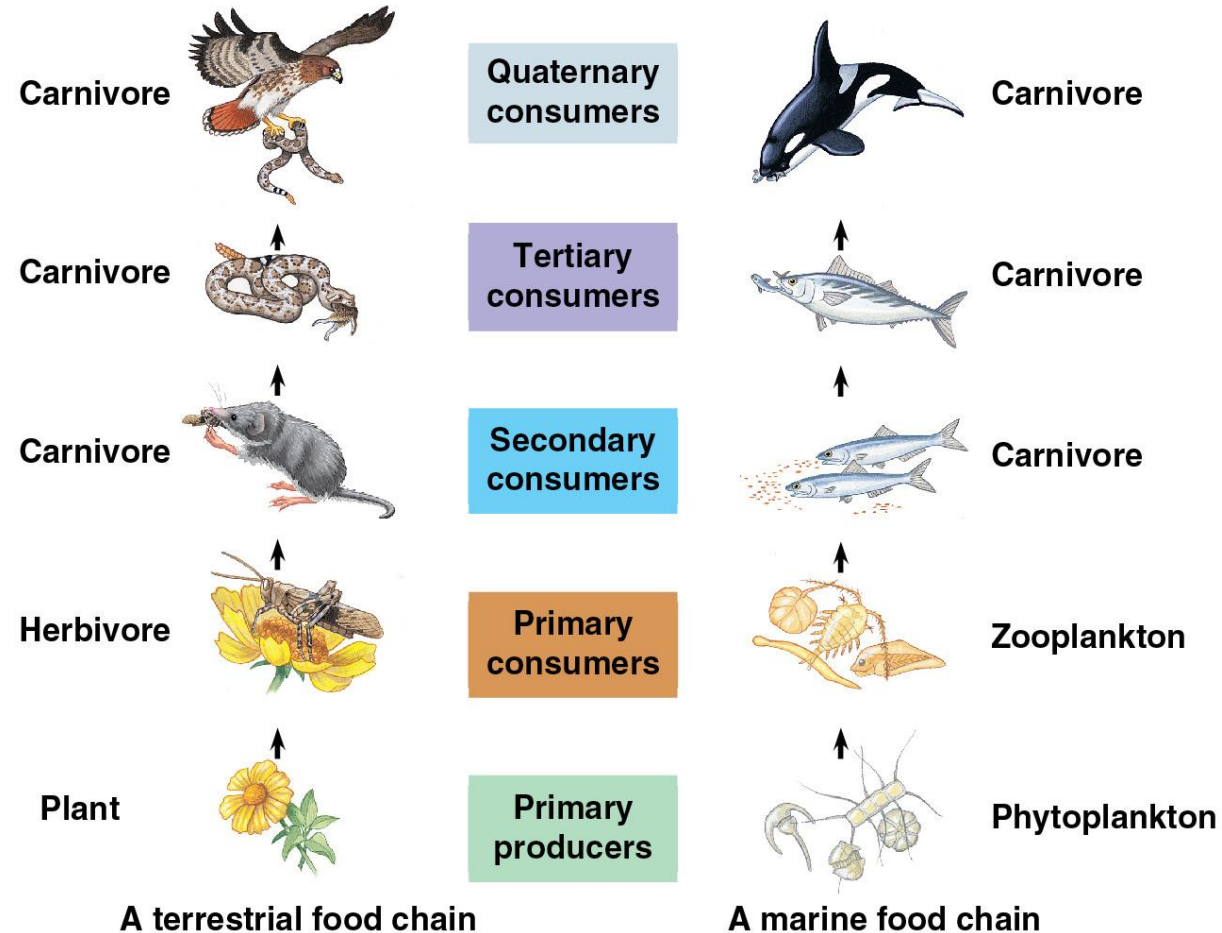 Carnivore
Quaternary
consumers
Carnivore
Carnivore
Tertiary
consumers
Carnivore
Carnivore
Secondary
consumers
Carnivore
Herbivore
Primary
consumers
Zooplankton
Plant
Primary
producers
Phytoplankton
A terrestrial food chain
A marine food chain